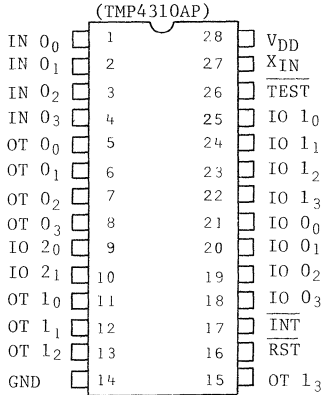 (TMP4310AP)
IN 0₀ 1 28 V_DD
IN 0₁ 2 27 X_IN
IN 0₂ 3 26 T̅E̅S̅T̅
IN 0₃ 4 25 IO 1₀
OT 0₀ 5 24 IO 1₁
OT 0₁ 6 23 IO 1₂
OT 0₂ 7 22 IO 1₃
OT 0₃ 8 21 IO 0₀
IO 2₀ 9 20 IO 0₁
IO 2₁ 10 19 IO 0₂
OT 1₀ 11 18 IO 0₃
OT 1₁ 12 17 I̅N̅T̅
OT 1₂ 13 16 R̅S̅T̅
GND 14 15 OT 1₃